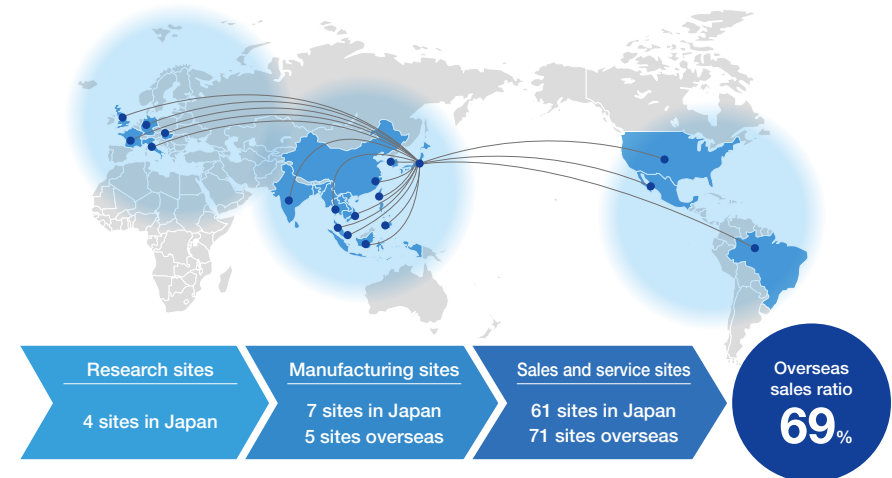 Research sites
4 sites in Japan
Manufacturing sites
7 sites in Japan
5 sites overseas
Sales and service sites
61 sites in Japan
71 sites overseas
Overseas
sales ratio
69%